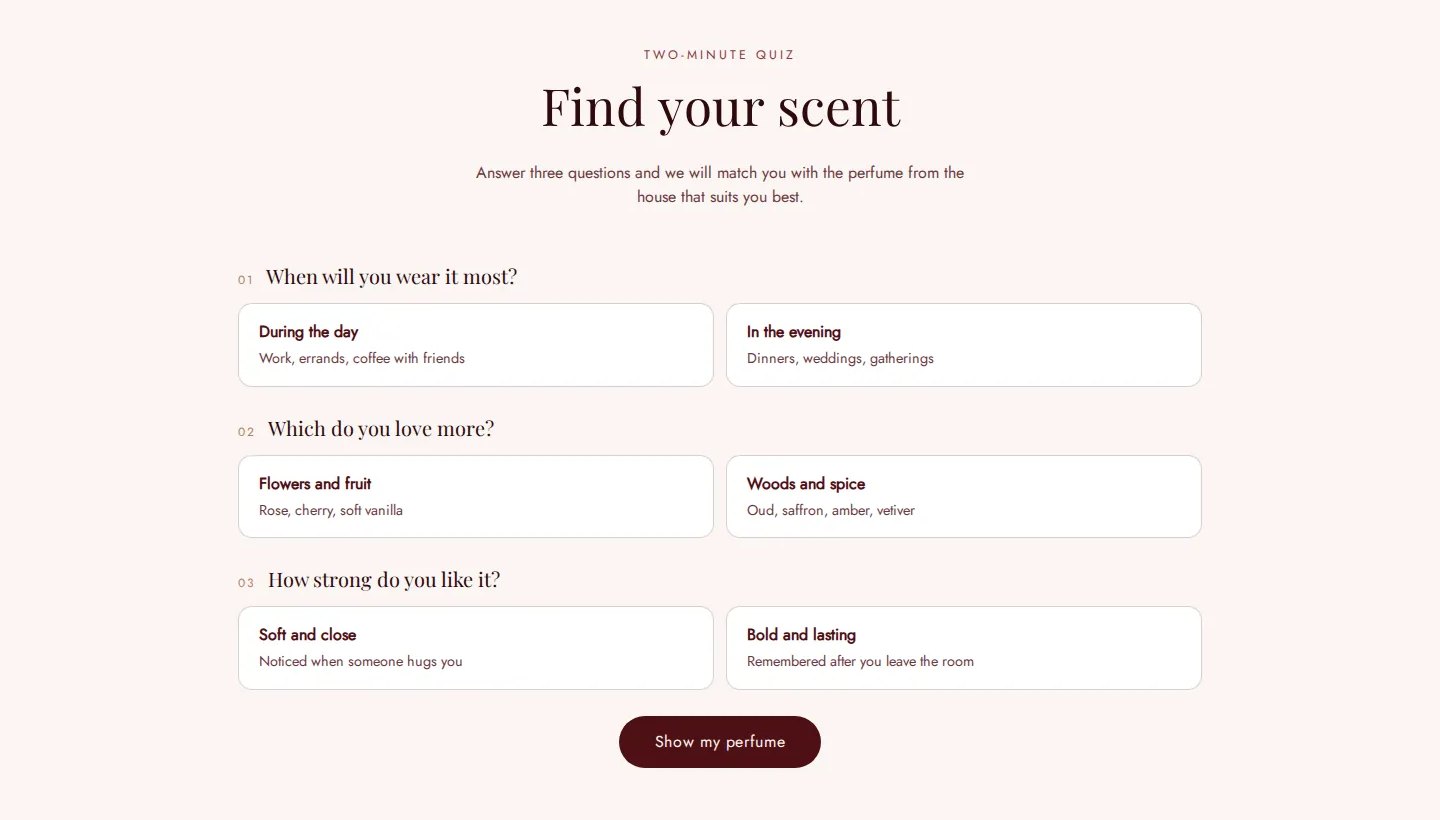 TWO-MINUTE QUIZ
Find your scent
Answer three questions and we will match you with the perfume from the
house that suits you best.
01 When will you wear it most?
During the day
Work, errands, coffee with friends
In the evening
Dinners, weddings, gatherings
02 Which do you love more?
Flowers and fruit
Rose, cherry, soft vanilla
Woods and spice
Oud, saffron, amber, vetiver
03 How strong do you like it?
Soft and close
Noticed when someone hugs you
Bold and lasting
Remembered after you leave the room
Show my perfume